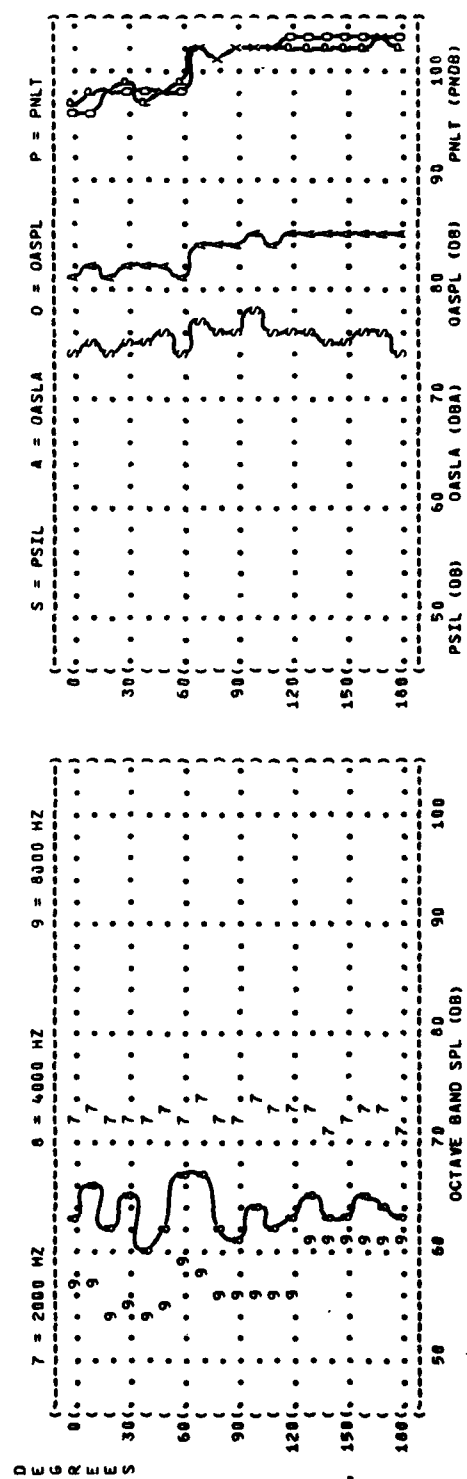 7 = 2000 HZ 8 = 4000 HZ 9 = 8000 HZ
S = PSIL A = OASLA O = OASPL P = PNLT
D
E
G
R
E
E
S
0
30
60
90
120
150
180
50 60 70 80 90 100
OCTAVE BAND SPL (DB)
0
30
60
90
120
150
180
50 60 70 80 90 100
PSIL (DB) OASLA (DBA) OASPL (DB) PNLT (PNDB)